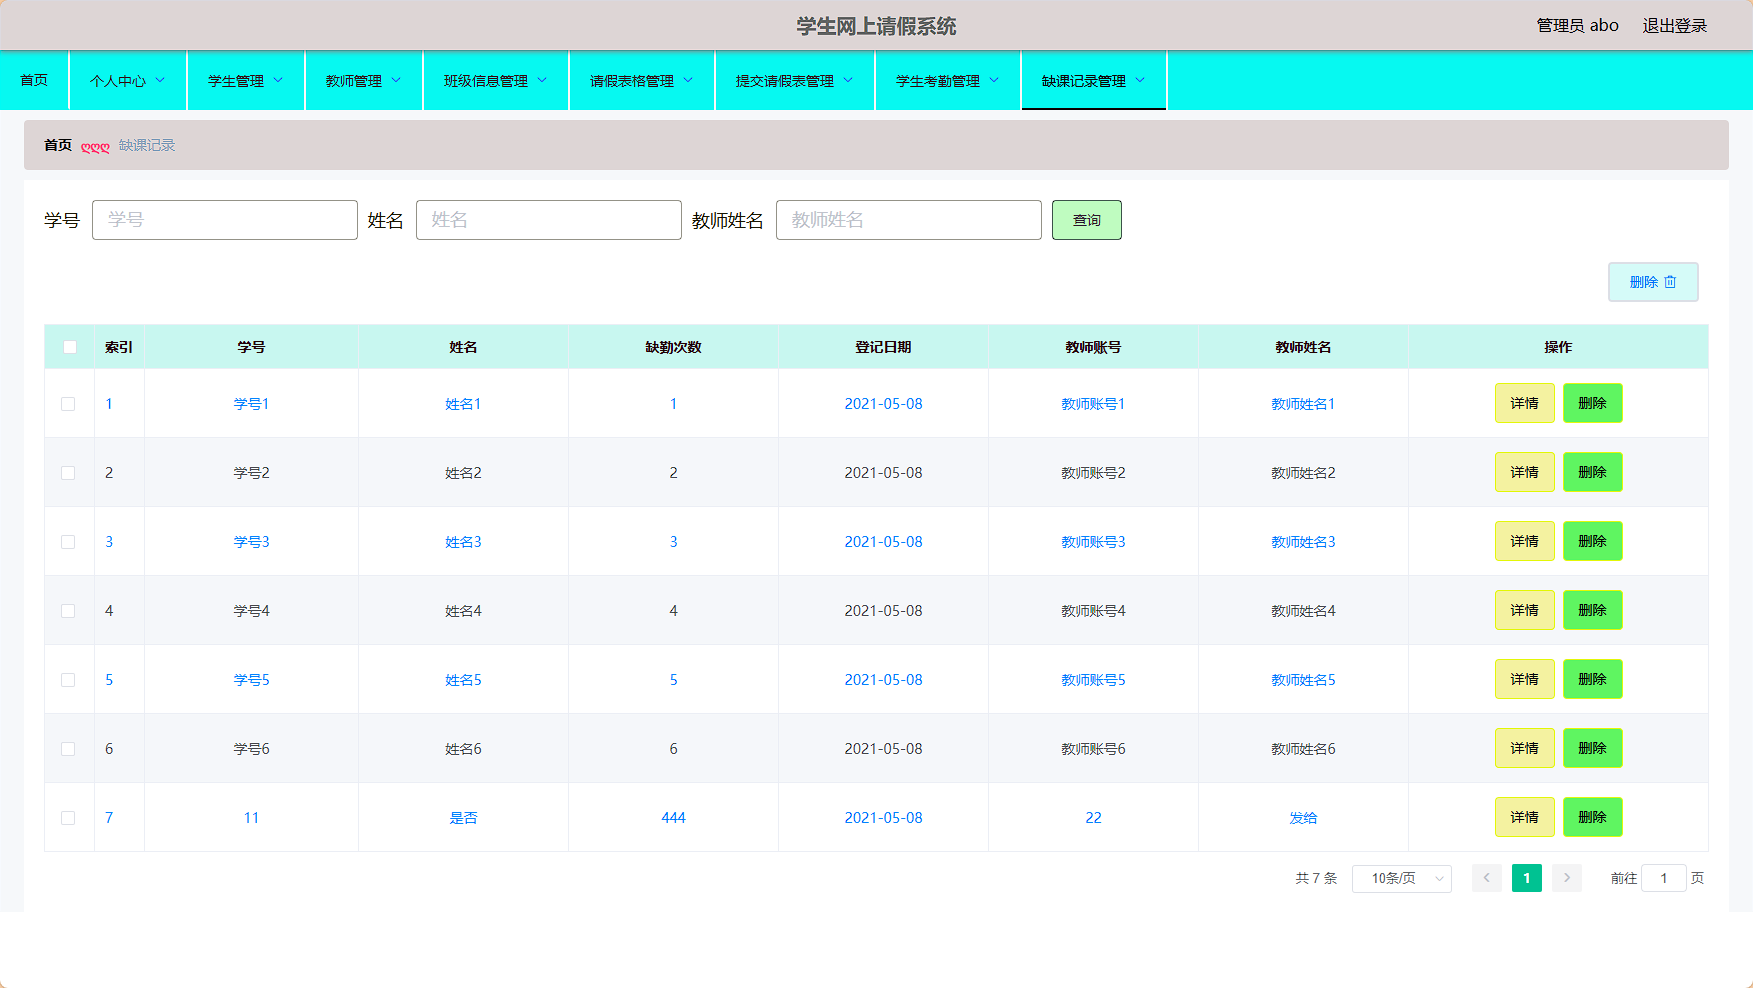 学生网上请假系统
管理员 abo 退出登录
首页 个人中心 学生管理 教师管理 班级信息管理 请假表格管理 提交请假表管理 学生考勤管理 缺课记录管理
首页 ღღღ 缺课记录
学号 学号 姓名 姓名 教师姓名 教师姓名 查询
删除
索引 学号 姓名 缺勤次数 登记日期 教师账号 教师姓名 操作
1 学号1 姓名1 1 2021-05-08 教师账号1 教师姓名1 详情 删除
2 学号2 姓名2 2 2021-05-08 教师账号2 教师姓名2 详情 删除
3 学号3 姓名3 3 2021-05-08 教师账号3 教师姓名3 详情 删除
4 学号4 姓名4 4 2021-05-08 教师账号4 教师姓名4 详情 删除
5 学号5 姓名5 5 2021-05-08 教师账号5 教师姓名5 详情 删除
6 学号6 姓名6 6 2021-05-08 教师账号6 教师姓名6 详情 删除
7 11 是否 444 2021-05-08 22 发给 详情 删除
共 7 条 10条/页 1 前往 1 页